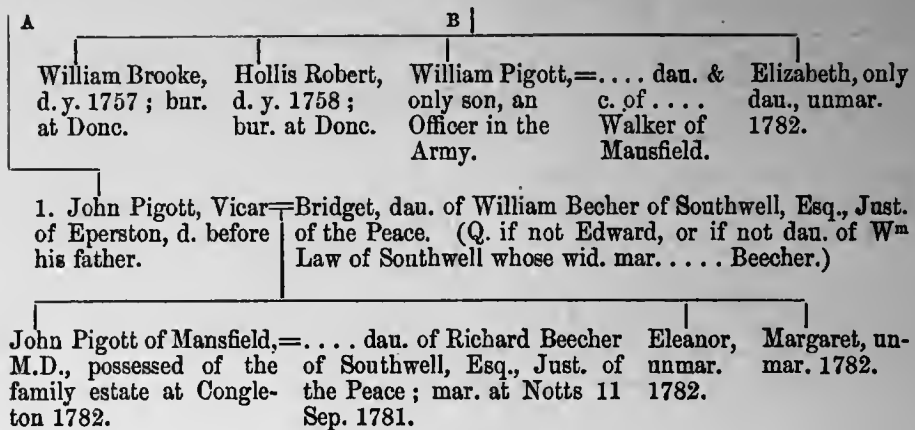 A
B
William Brooke,
d. y. 1757 ; bur.
at Donc.
Hollis Robert,
d. y. 1758 ;
bur. at Donc.
William Pigott,=
only son, an
Officer in the
Army.
. . . . dau. &
c. of . . . .
Walker of
Mansfield.
Elizabeth, only
dau., unmar.
1782.
1. John Pigott, Vicar=
of Eperston, d. before
his father.
Bridget, dau. of William Becher of Southwell, Esq., Just.
of the Peace. (Q. if not Edward, or if not dau. of Wᵐ
Law of Southwell whose wid. mar. . . . . Beecher.)
John Pigott of Mansfield,=
M.D., possessed of the
family estate at Congle-
ton 1782.
. . . . dau. of Richard Beecher
of Southwell, Esq., Just. of
the Peace ; mar. at Notts 11
Sep. 1781.
Eleanor,
unmar.
1782.
Margaret, un-
mar. 1782.